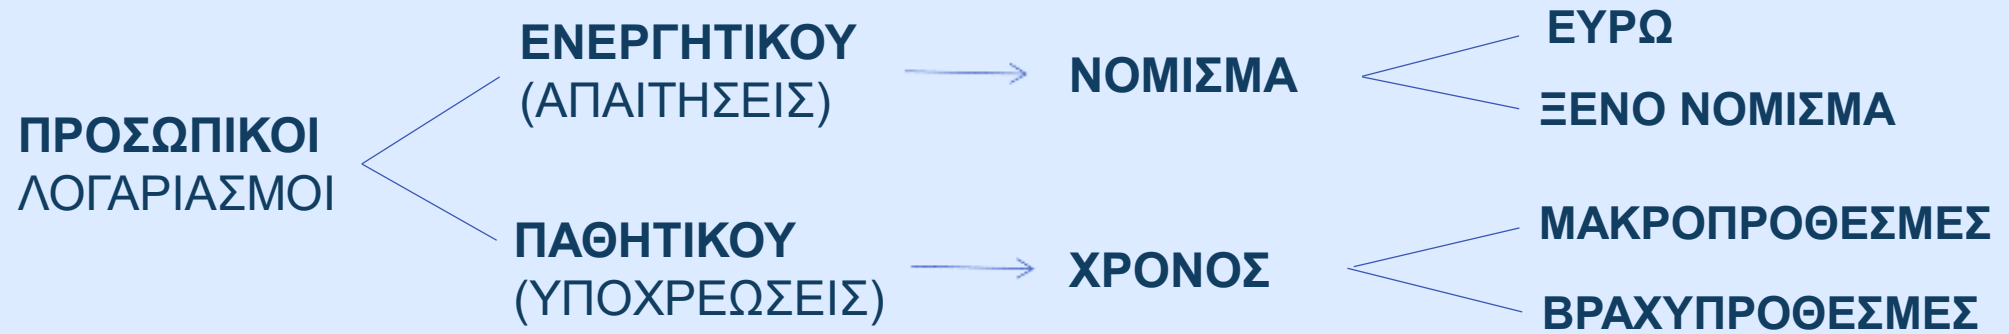 ΠΡΟΣΩΠΙΚΟΙ
ΛΟΓΑΡΙΑΣΜΟΙ
ΕΝΕΡΓΗΤΙΚΟΥ
(ΑΠΑΙΤΗΣΕΙΣ)
ΝΟΜΙΣΜΑ
ΕΥΡΩ
ΞΕΝΟ ΝΟΜΙΣΜΑ
ΠΑΘΗΤΙΚΟΥ
(ΥΠΟΧΡΕΩΣΕΙΣ)
ΧΡΟΝΟΣ
ΜΑΚΡΟΠΡΟΘΕΣΜΕΣ
ΒΡΑΧΥΠΡΟΘΕΣΜΕΣ